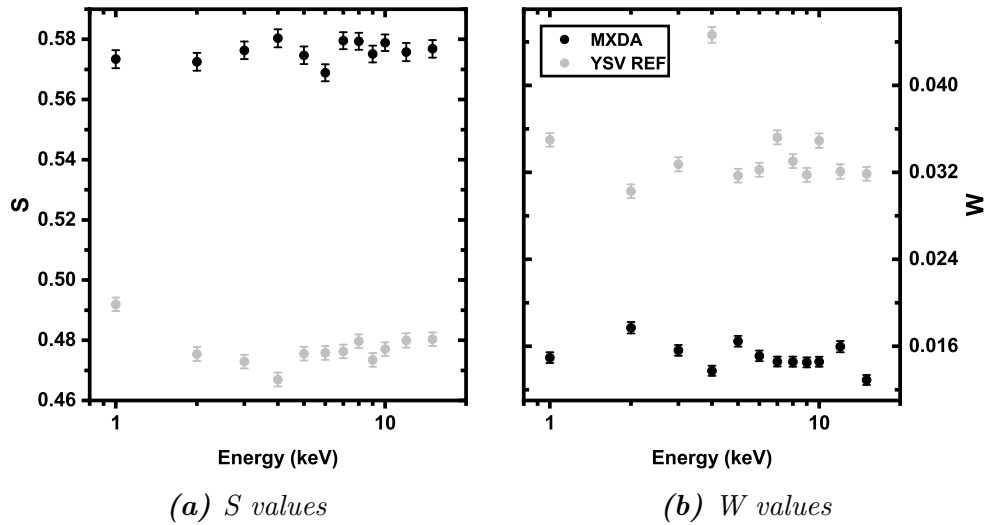 0.58
0.56
0.54
0.52
0.50
0.48
0.46
S
1
10
Energy (keV)
(a) S values
MXDA
YSV REF
0.040
0.032
0.024
0.016
W
1
10
Energy (keV)
(b) W values